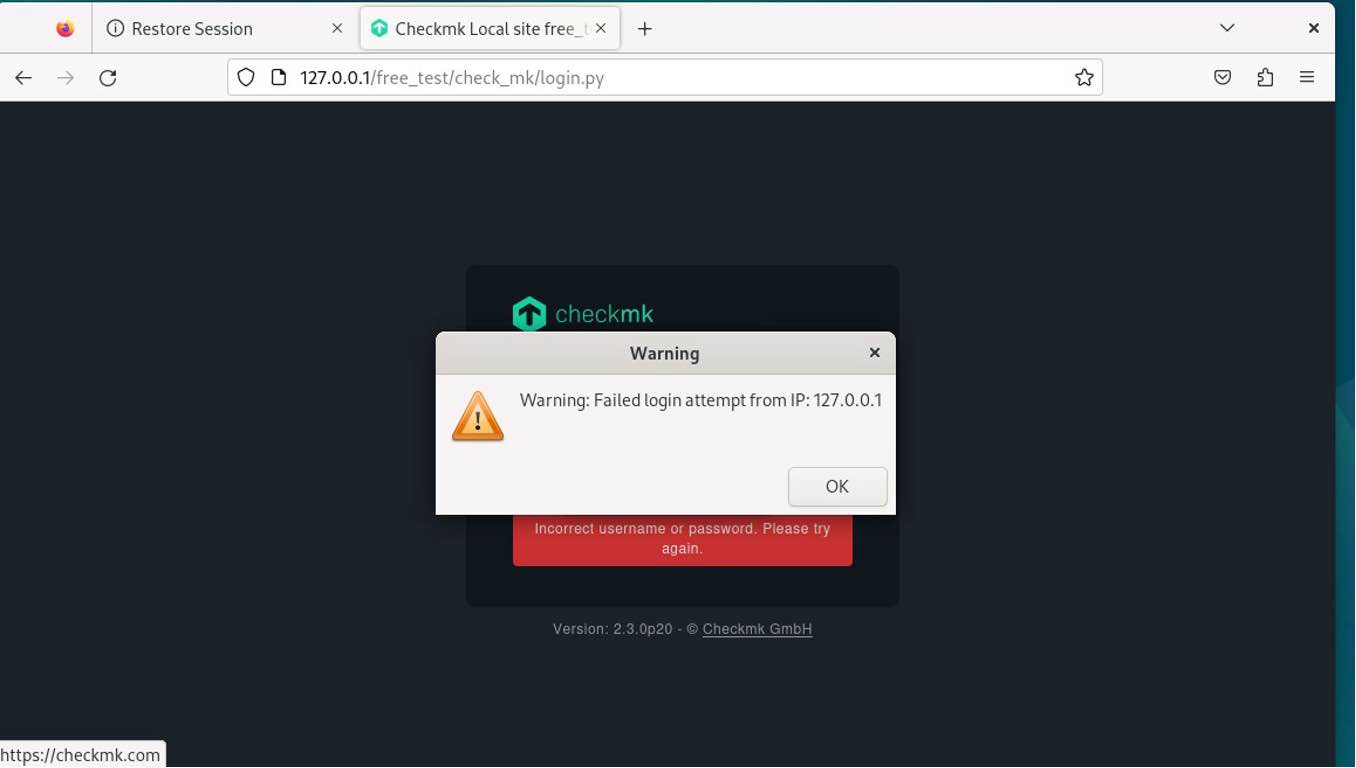 Restore Session
Checkmk Local site free_t
127.0.0.1/free_test/check_mk/login.py
checkmk
Warning
Warning: Failed login attempt from IP: 127.0.0.1
OK
Incorrect username or password. Please try
again.
Version: 2.3.0p20 - © Checkmk GmbH
https://checkmk.com